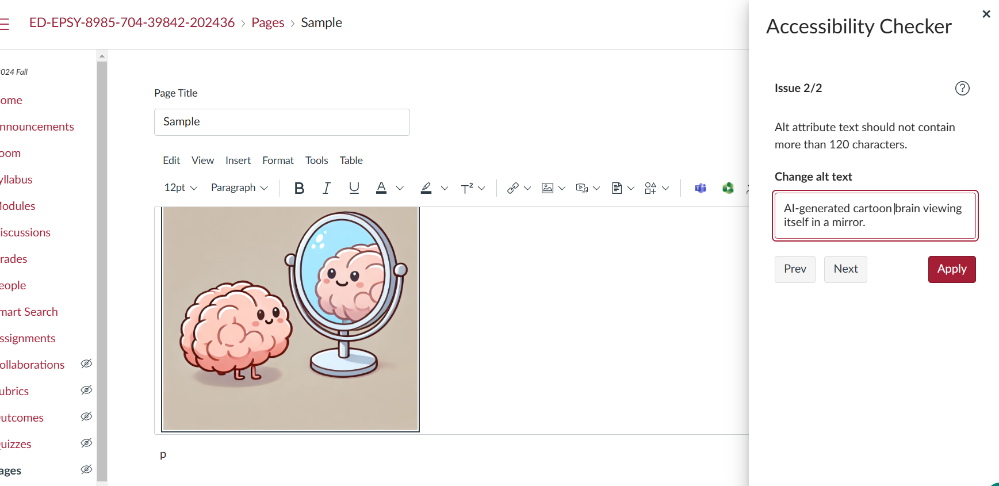 ED-EPSY-8985-704-39842-202436 > Pages > Sample
024 Fall
ome
nnouncements
oom
yllabus
Modules
iscussions
rades
eople
mart Search
ssignments
ollaborations
ubrics
utcomes
uizzes
ages
Page Title
Sample
Edit View Insert Format Tools Table
12pt Paragraph B I U A T²
p
Accessibility Checker
Issue 2/2
Alt attribute text should not contain
more than 120 characters.
Change alt text
AI-generated cartoon brain viewing
itself in a mirror.
Prev Next Apply